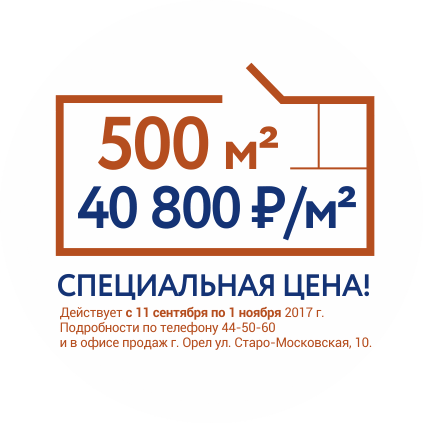 500 м²
40 800 ₽/м²
СПЕЦИАЛЬНАЯ ЦЕНА!
Действует с 11 сентября по 1 ноября 2017 г.
Подробности по телефону 44-50-60
и в офисе продаж г. Орел ул. Старо-Московская, 10.